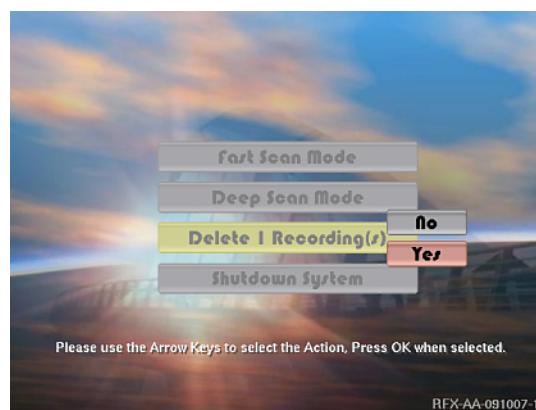 Fast Scan Mode
Deep Scan Mode
No
Delete 1 Recording(s)
Yes
Shutdown System
Please use the Arrow Keys to select the Action, Press OK when selected.
RFX-AA-091007-1